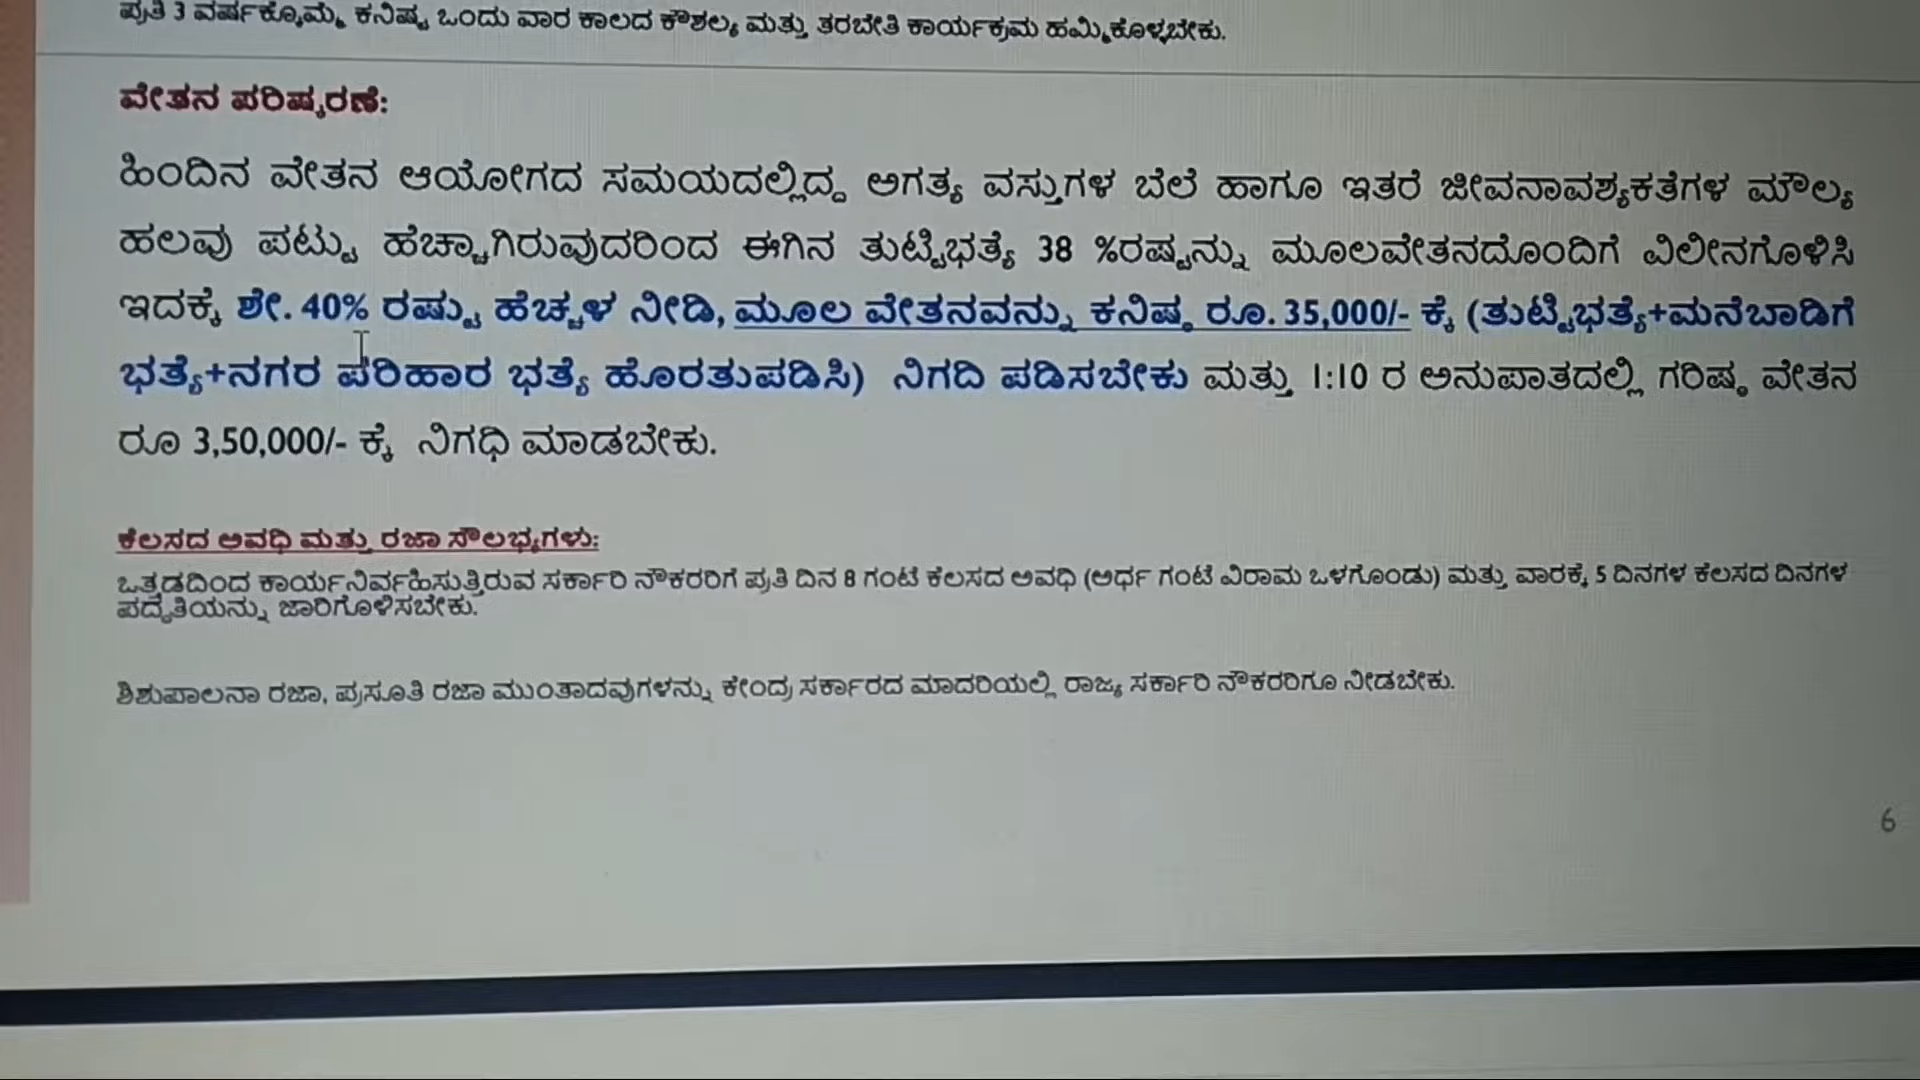 ಪ್ರತಿ 3 ವರ್ಷಕ್ಕೊಮ್ಮೆ ಕನಿಷ್ಟ ಒಂದು ವಾರ ಕಾಲದ ಕೌಶಲ್ಯ ಮತ್ತು ತರಬೇತಿ ಕಾರ್ಯಕ್ರಮ ಹಮ್ಮಿಕೊಳ್ಳಬೇಕು.
ವೇತನ ಪರಿಷ್ಕರಣೆ:
ಹಿಂದಿನ ವೇತನ ಆಯೋಗದ ಸಮಯದಲ್ಲಿದ್ದ ಅಗತ್ಯ ವಸ್ತುಗಳ ಬೆಲೆ ಹಾಗೂ ಇತರೆ ಜೀವನಾವಶ್ಯಕತೆಗಳ ಮೌಲ್ಯ
ಹಲವು ಪಟ್ಟು ಹೆಚ್ಚಾಗಿರುವುದರಿಂದ ಈಗಿನ ತುಟ್ಟಿಭತ್ಯೆ 38 %ರಷ್ಟನ್ನು ಮೂಲವೇತನದೊಂದಿಗೆ ವಿಲೀನಗೊಳಿಸಿ
ಇದಕ್ಕೆ ಶೇ. 40% ರಷ್ಟು ಹೆಚ್ಚಳ ನೀಡಿ, ಮೂಲ ವೇತನವನ್ನು ಕನಿಷ್ಠ ರೂ. 35,000/- ಕ್ಕೆ (ತುಟ್ಟಿಭತ್ಯೆ+ಮನೆಬಾಡಿಗೆ
ಭತ್ಯೆ+ನಗರ ಪರಿಹಾರ ಭತ್ಯೆ ಹೊರತುಪಡಿಸಿ) ನಿಗದಿ ಪಡಿಸಬೇಕು ಮತ್ತು 1:10 ರ ಅನುಪಾತದಲ್ಲಿ ಗರಿಷ್ಠ ವೇತನ
ರೂ 3,50,000/- ಕ್ಕೆ ನಿಗಧಿ ಮಾಡಬೇಕು.
ಕೆಲಸದ ಅವಧಿ ಮತ್ತು ರಜಾ ಸೌಲಭ್ಯಗಳು:
ಒತ್ತಡದಿಂದ ಕಾರ್ಯನಿರ್ವಹಿಸುತ್ತಿರುವ ಸರ್ಕಾರಿ ನೌಕರರಿಗೆ ಪ್ರತಿ ದಿನ 8 ಗಂಟೆ ಕೆಲಸದ ಅವಧಿ (ಅರ್ಧ ಗಂಟೆ ವಿರಾಮ ಒಳಗೊಂಡು) ಮತ್ತು ವಾರಕ್ಕೆ 5 ದಿನಗಳ ಕೆಲಸದ ದಿನಗಳ
ಪದ್ಧತಿಯನ್ನು ಜಾರಿಗೊಳಿಸಬೇಕು.
ಶಿಶುಪಾಲನಾ ರಜಾ, ಪ್ರಸೂತಿ ರಜಾ ಮುಂತಾದವುಗಳನ್ನು ಕೇಂದ್ರ ಸರ್ಕಾರದ ಮಾದರಿಯಲ್ಲಿ ರಾಜ್ಯ ಸರ್ಕಾರಿ ನೌಕರರಿಗೂ ನೀಡಬೇಕು.
6